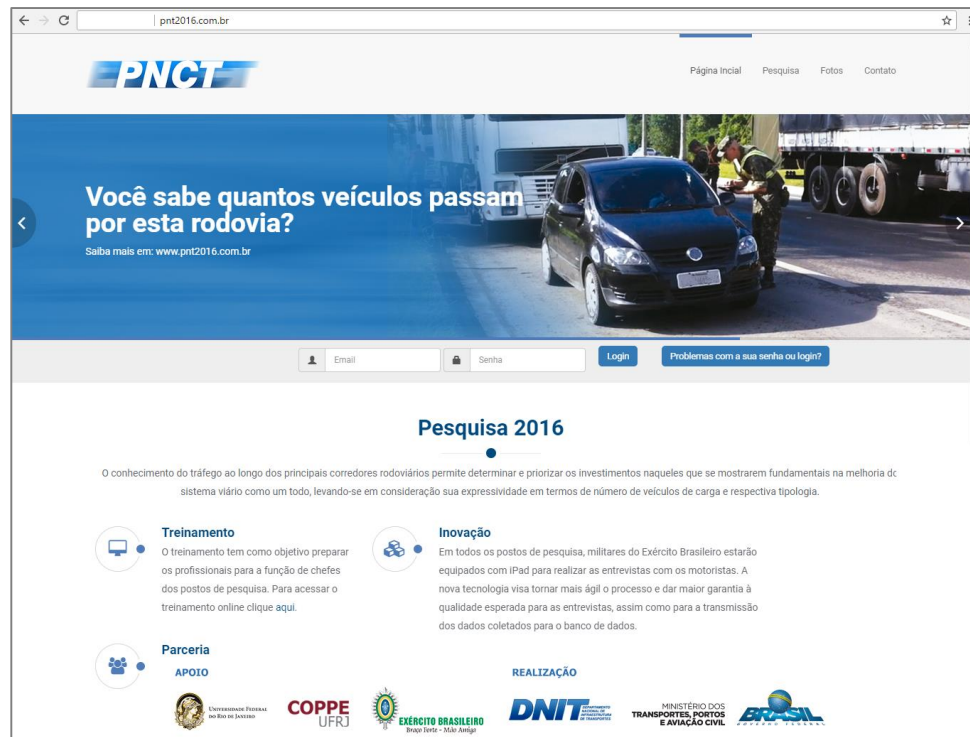 pnt2016.com.br
PNCT
Página Incial
Pesquisa
Fotos
Contato
Você sabe quantos veículos passam
por esta rodovia?
Saiba mais em: www.pnt2016.com.br
Email
Senha
Login
Problemas com a sua senha ou login?
Pesquisa 2016
O conhecimento do tráfego ao longo dos principais corredores rodoviários permite determinar e priorizar os investimentos naqueles que se mostrarem fundamentais na melhoria do
sistema viário como um todo, levando-se em consideração sua expressividade em termos de número de veículos de carga e respectiva tipologia.
Treinamento
O treinamento tem como objetivo preparar
os profissionais para a função de chefes
dos postos de pesquisa. Para acessar o
treinamento online clique aqui.
Inovação
Em todos os postos de pesquisa, militares do Exército Brasileiro estarão
equipados com iPad para realizar as entrevistas com os motoristas. A
nova tecnologia visa tornar mais ágil o processo e dar maior garantia à
qualidade esperada para as entrevistas, assim como para a transmissão
dos dados coletados para o banco de dados.
Parceria
APOIO
REALIZAÇÃO
UNIVERSIDADE FEDERAL
DO RIO DE JANEIRO
COPPE
UFRJ
EXÉRCITO BRASILEIRO
Braço Forte - Mão Amiga
DNIT
DEPARTAMENTO
NACIONAL DE
INFRAESTRUTURA
DE TRANSPORTES
MINISTÉRIO DOS
TRANSPORTES, PORTOS
E AVIAÇÃO CIVIL
BRASIL
GOVERNO FEDERAL